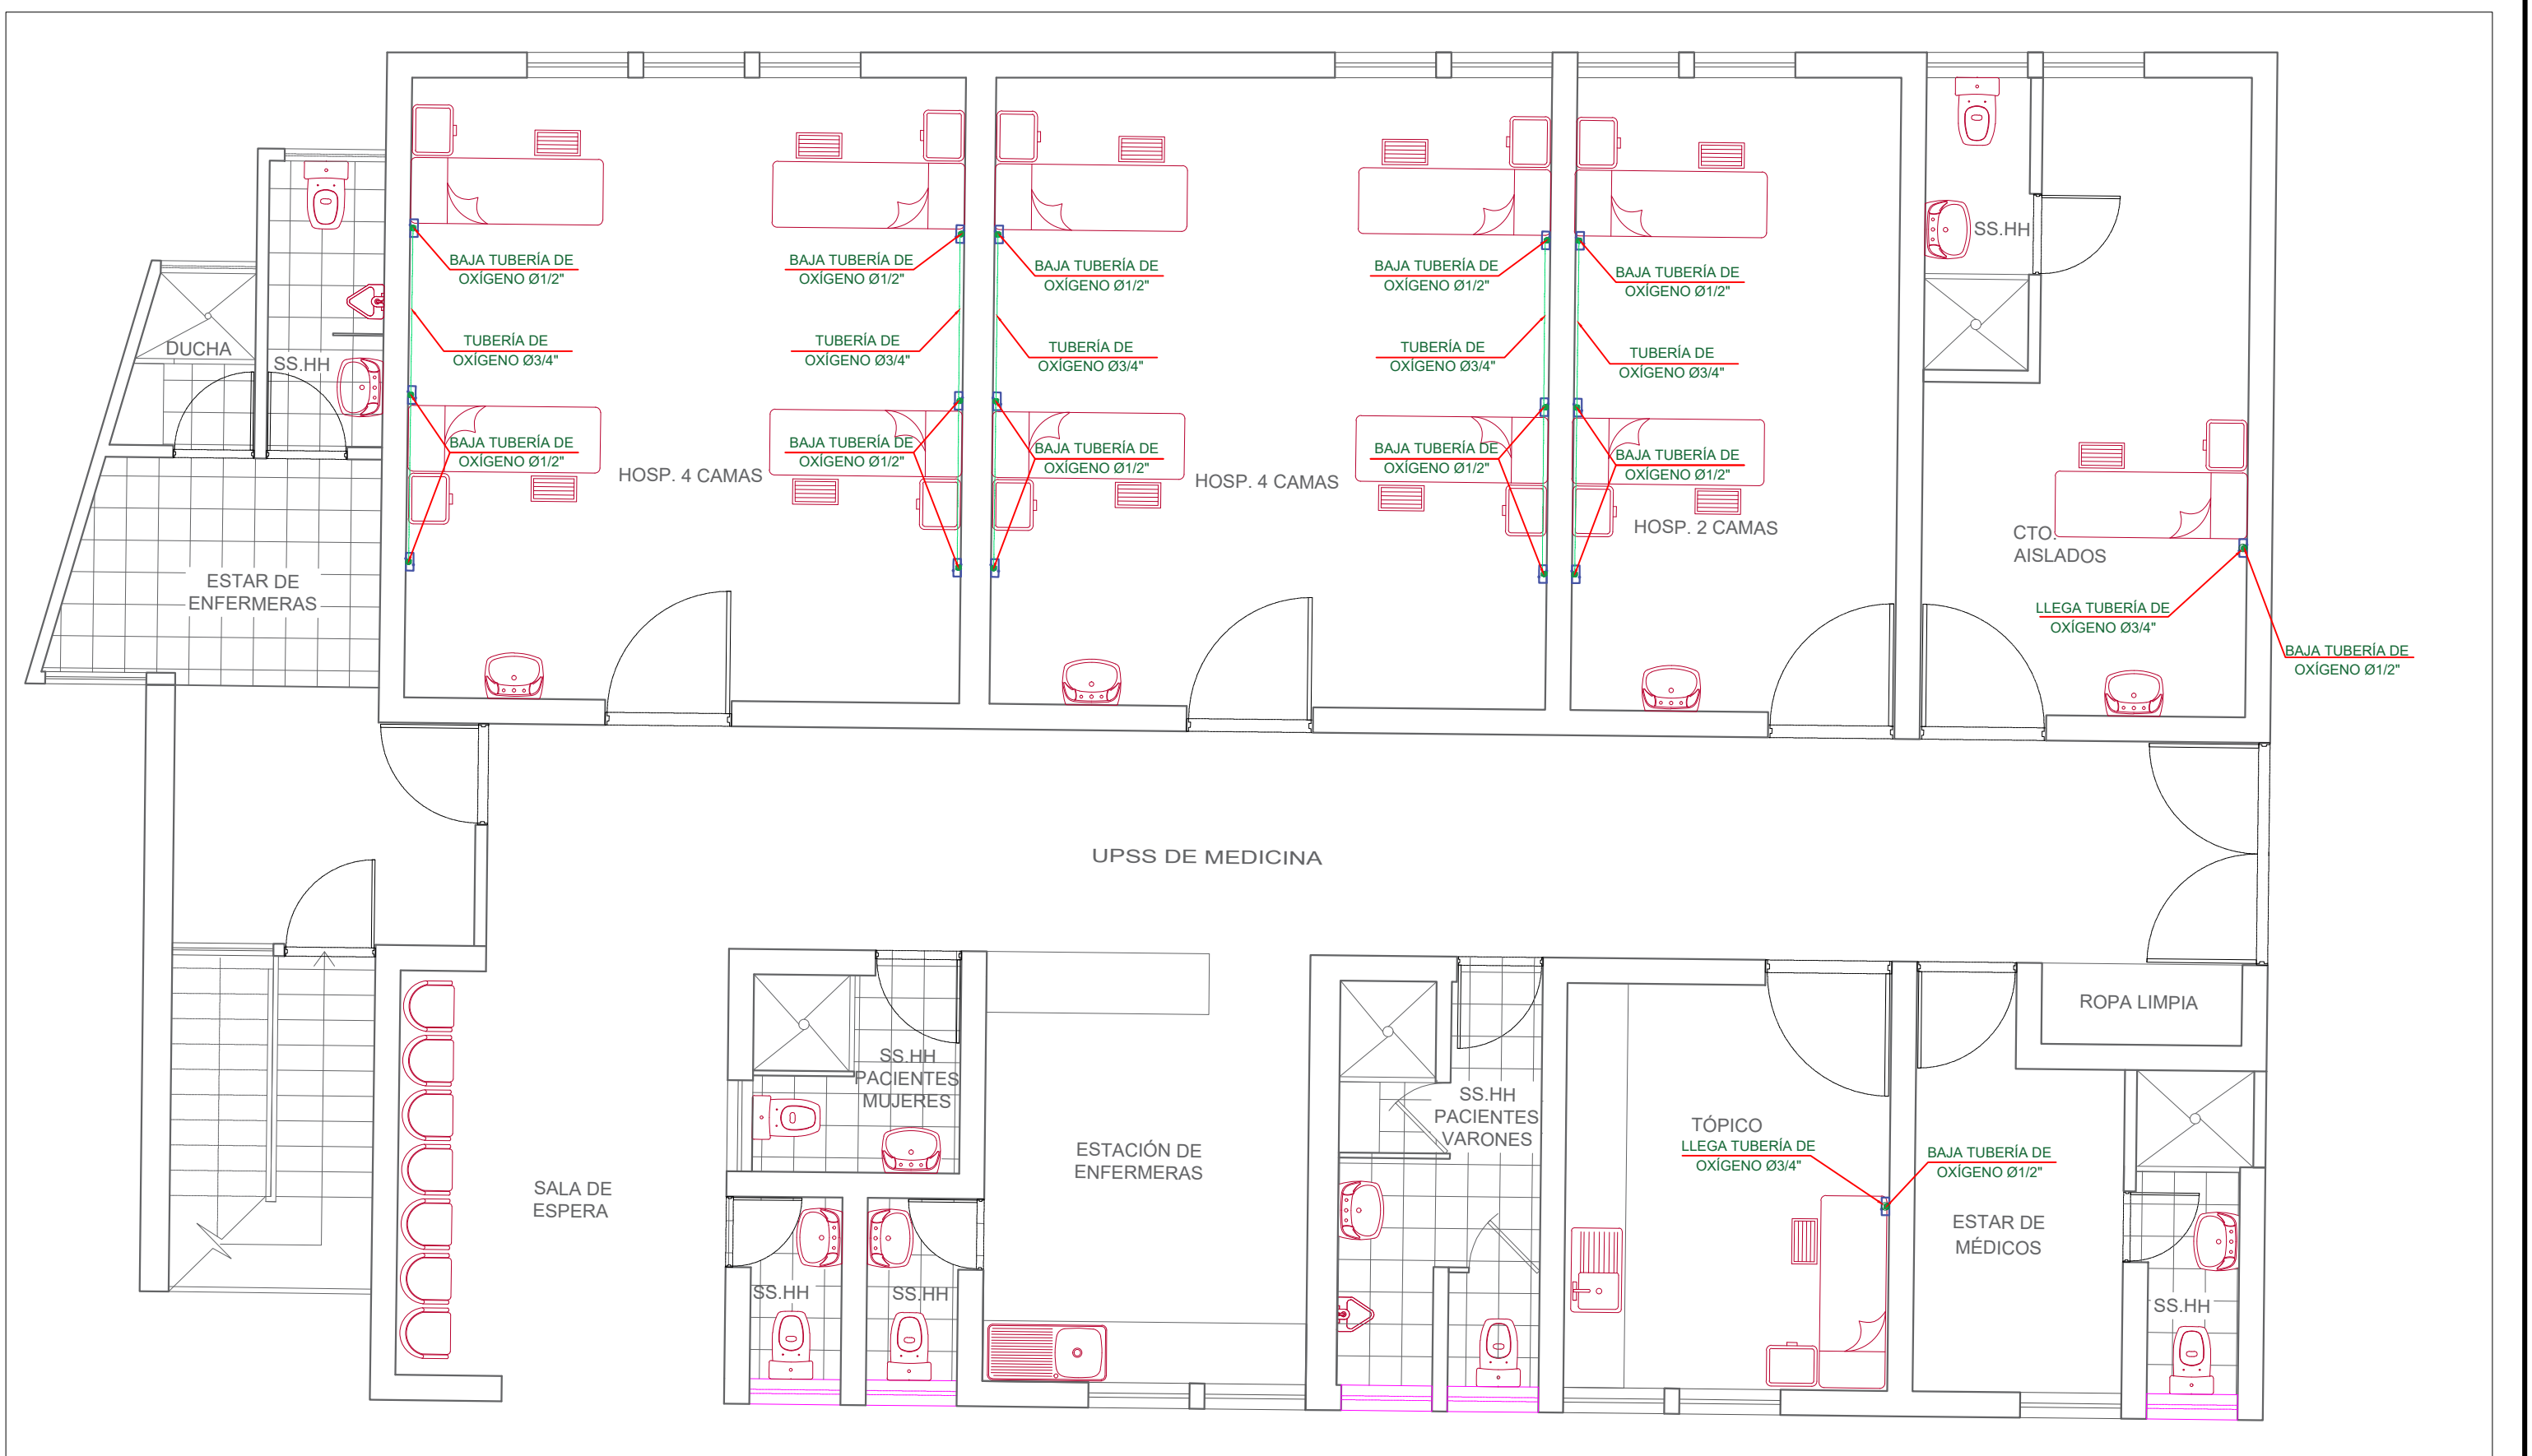 BAJA TUBERÍA DE
OXÍGENO Ø1/2"
BAJA TUBERÍA DE
OXÍGENO Ø1/2"
BAJA TUBERÍA DE
OXÍGENO Ø1/2"
BAJA TUBERÍA DE
OXÍGENO Ø1/2"
BAJA TUBERÍA DE
OXÍGENO Ø1/2"
SS.HH
DUCHA
SS.HH
TUBERÍA DE
OXÍGENO Ø3/4"
TUBERÍA DE
OXÍGENO Ø3/4"
TUBERÍA DE
OXÍGENO Ø3/4"
TUBERÍA DE
OXÍGENO Ø3/4"
TUBERÍA DE
OXÍGENO Ø3/4"
BAJA TUBERÍA DE
OXÍGENO Ø1/2"
HOSP. 4 CAMAS
BAJA TUBERÍA DE
OXÍGENO Ø1/2"
BAJA TUBERÍA DE
OXÍGENO Ø1/2"
HOSP. 4 CAMAS
BAJA TUBERÍA DE
OXÍGENO Ø1/2"
BAJA TUBERÍA DE
OXÍGENO Ø1/2"
HOSP. 2 CAMAS
CTO.
AISLADOS
ESTAR DE
ENFERMERAS
LLEGA TUBERÍA DE
OXÍGENO Ø3/4"
BAJA TUBERÍA DE
OXÍGENO Ø1/2"
UPSS DE MEDICINA
ROPA LIMPIA
SS.HH
PACIENTES
MUJERES
SS.HH
PACIENTES
VARONES
TÓPICO
LLEGA TUBERÍA DE
OXÍGENO Ø3/4"
BAJA TUBERÍA DE
OXÍGENO Ø1/2"
ESTACIÓN DE
ENFERMERAS
SALA DE
ESPERA
ESTAR DE
MÉDICOS
SS.HH
SS.HH
SS.HH